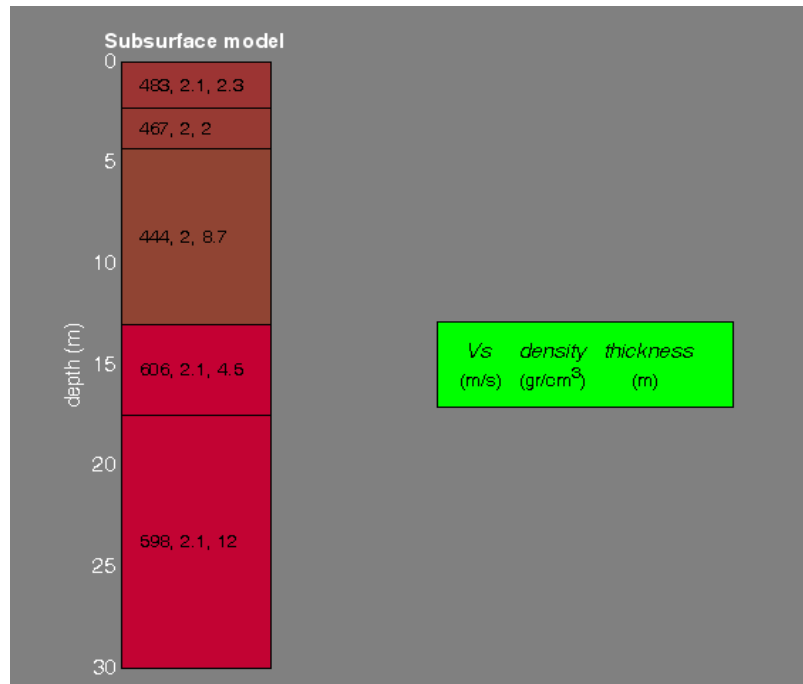 Subsurface model
0
483, 2.1, 2.3
467, 2, 2
5
444, 2, 8.7
10
depth (m)
15
606, 2.1, 4.5
20
598, 2.1, 12
25
30
Vs density thickness
(m/s) (gr/cm³) (m)